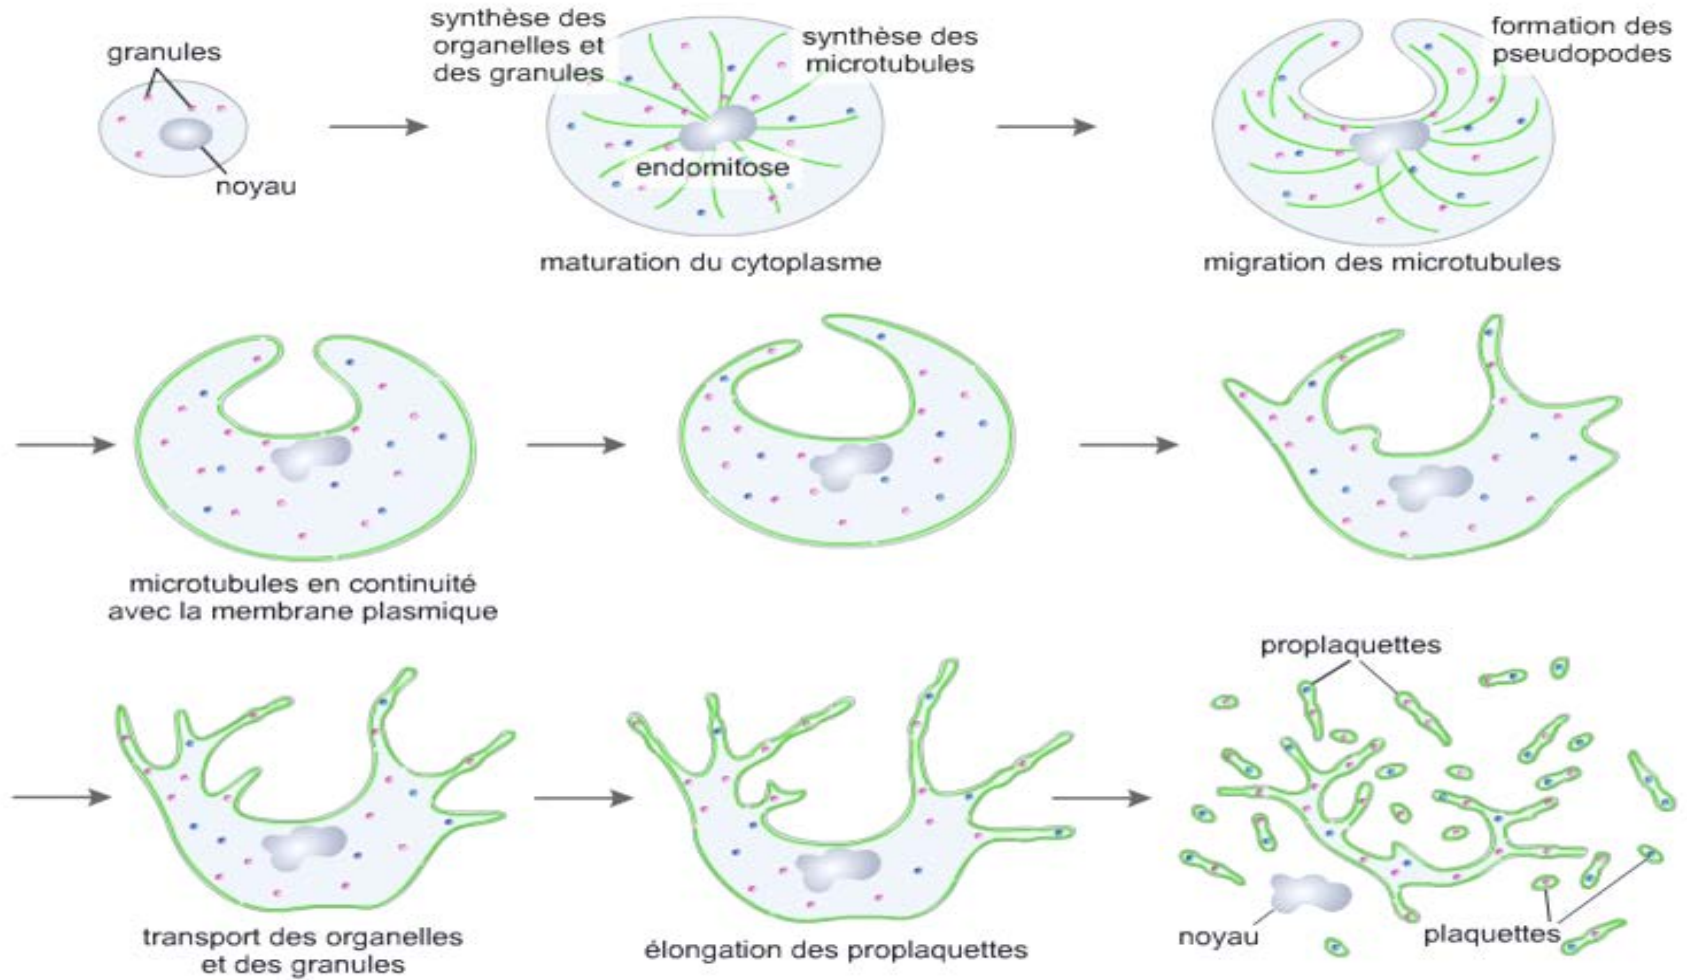 granules
noyau
synthèse des
organelles et
des granules
synthèse des
microtubules
endomitose
maturation du cytoplasme
formation des
pseudopodes
migration des microtubules
microtubules en continuité
avec la membrane plasmique
transport des organelles
et des granules
élongation des proplaquettes
proplaquettes
noyau
plaquettes